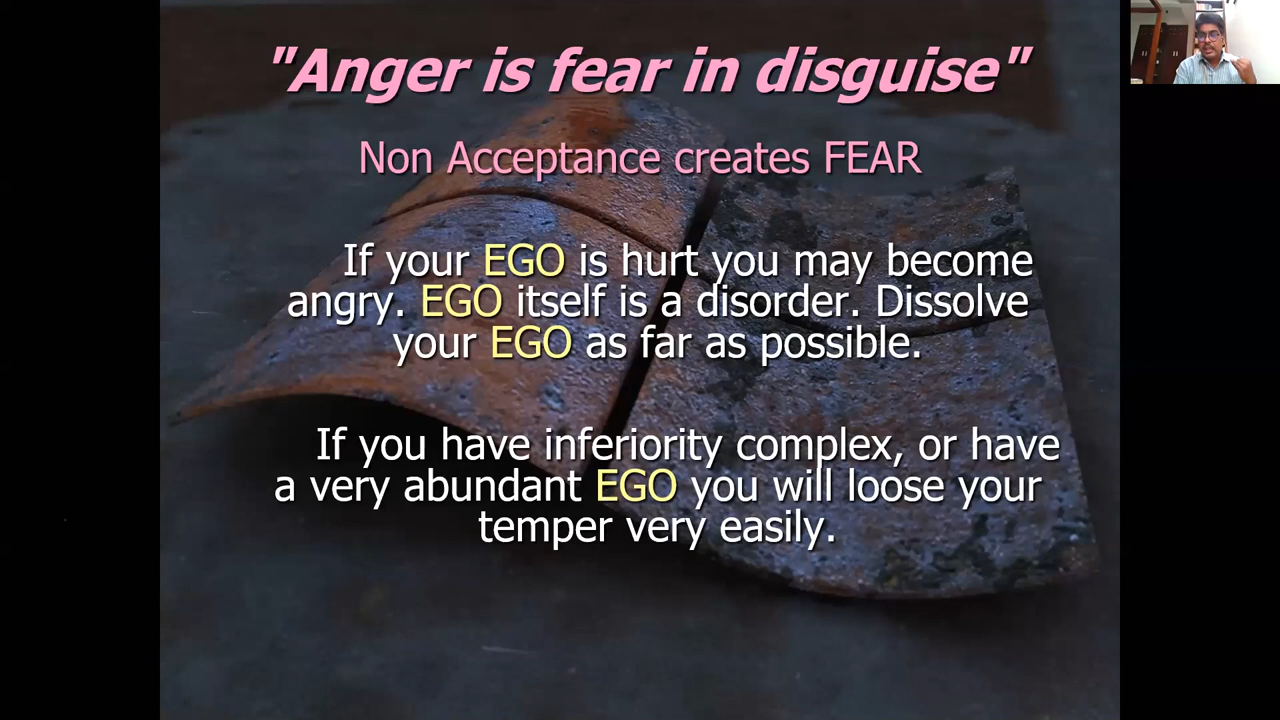 "Anger is fear in disguise"
Non Acceptance creates FEAR
If your EGO is hurt you may become
angry. EGO itself is a disorder. Dissolve
your EGO as far as possible.
If you have inferiority complex, or have
a very abundant EGO you will loose your
temper very easily.